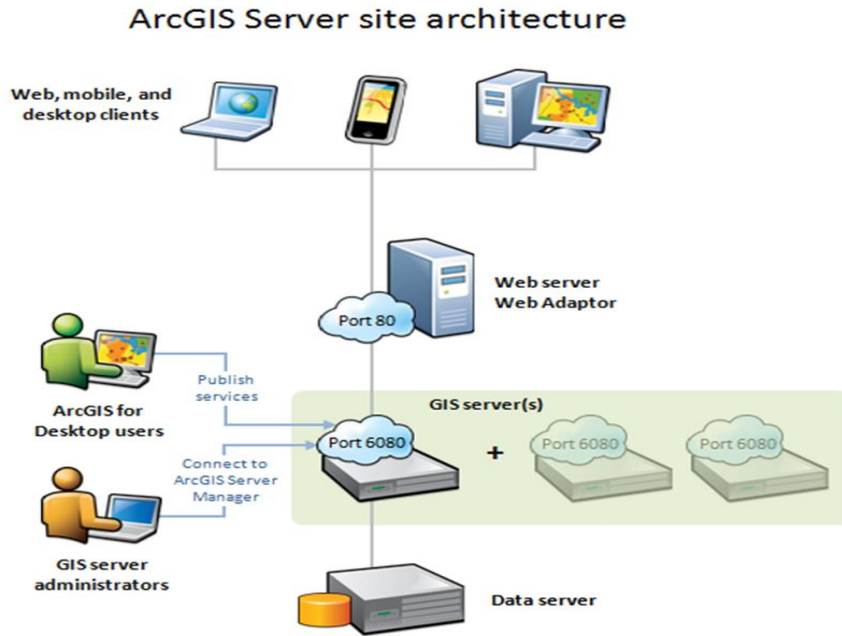 ArcGIS Server site architecture
Web, mobile, and
desktop clients
Web server
Web Adaptor
Port 80
Publish
services
ArcGIS for
Desktop users
GIS server(s)
Port 6080
+
Port 6080
Port 6080
Connect to
ArcGIS Server
Manager
GIS server
administrators
Data server